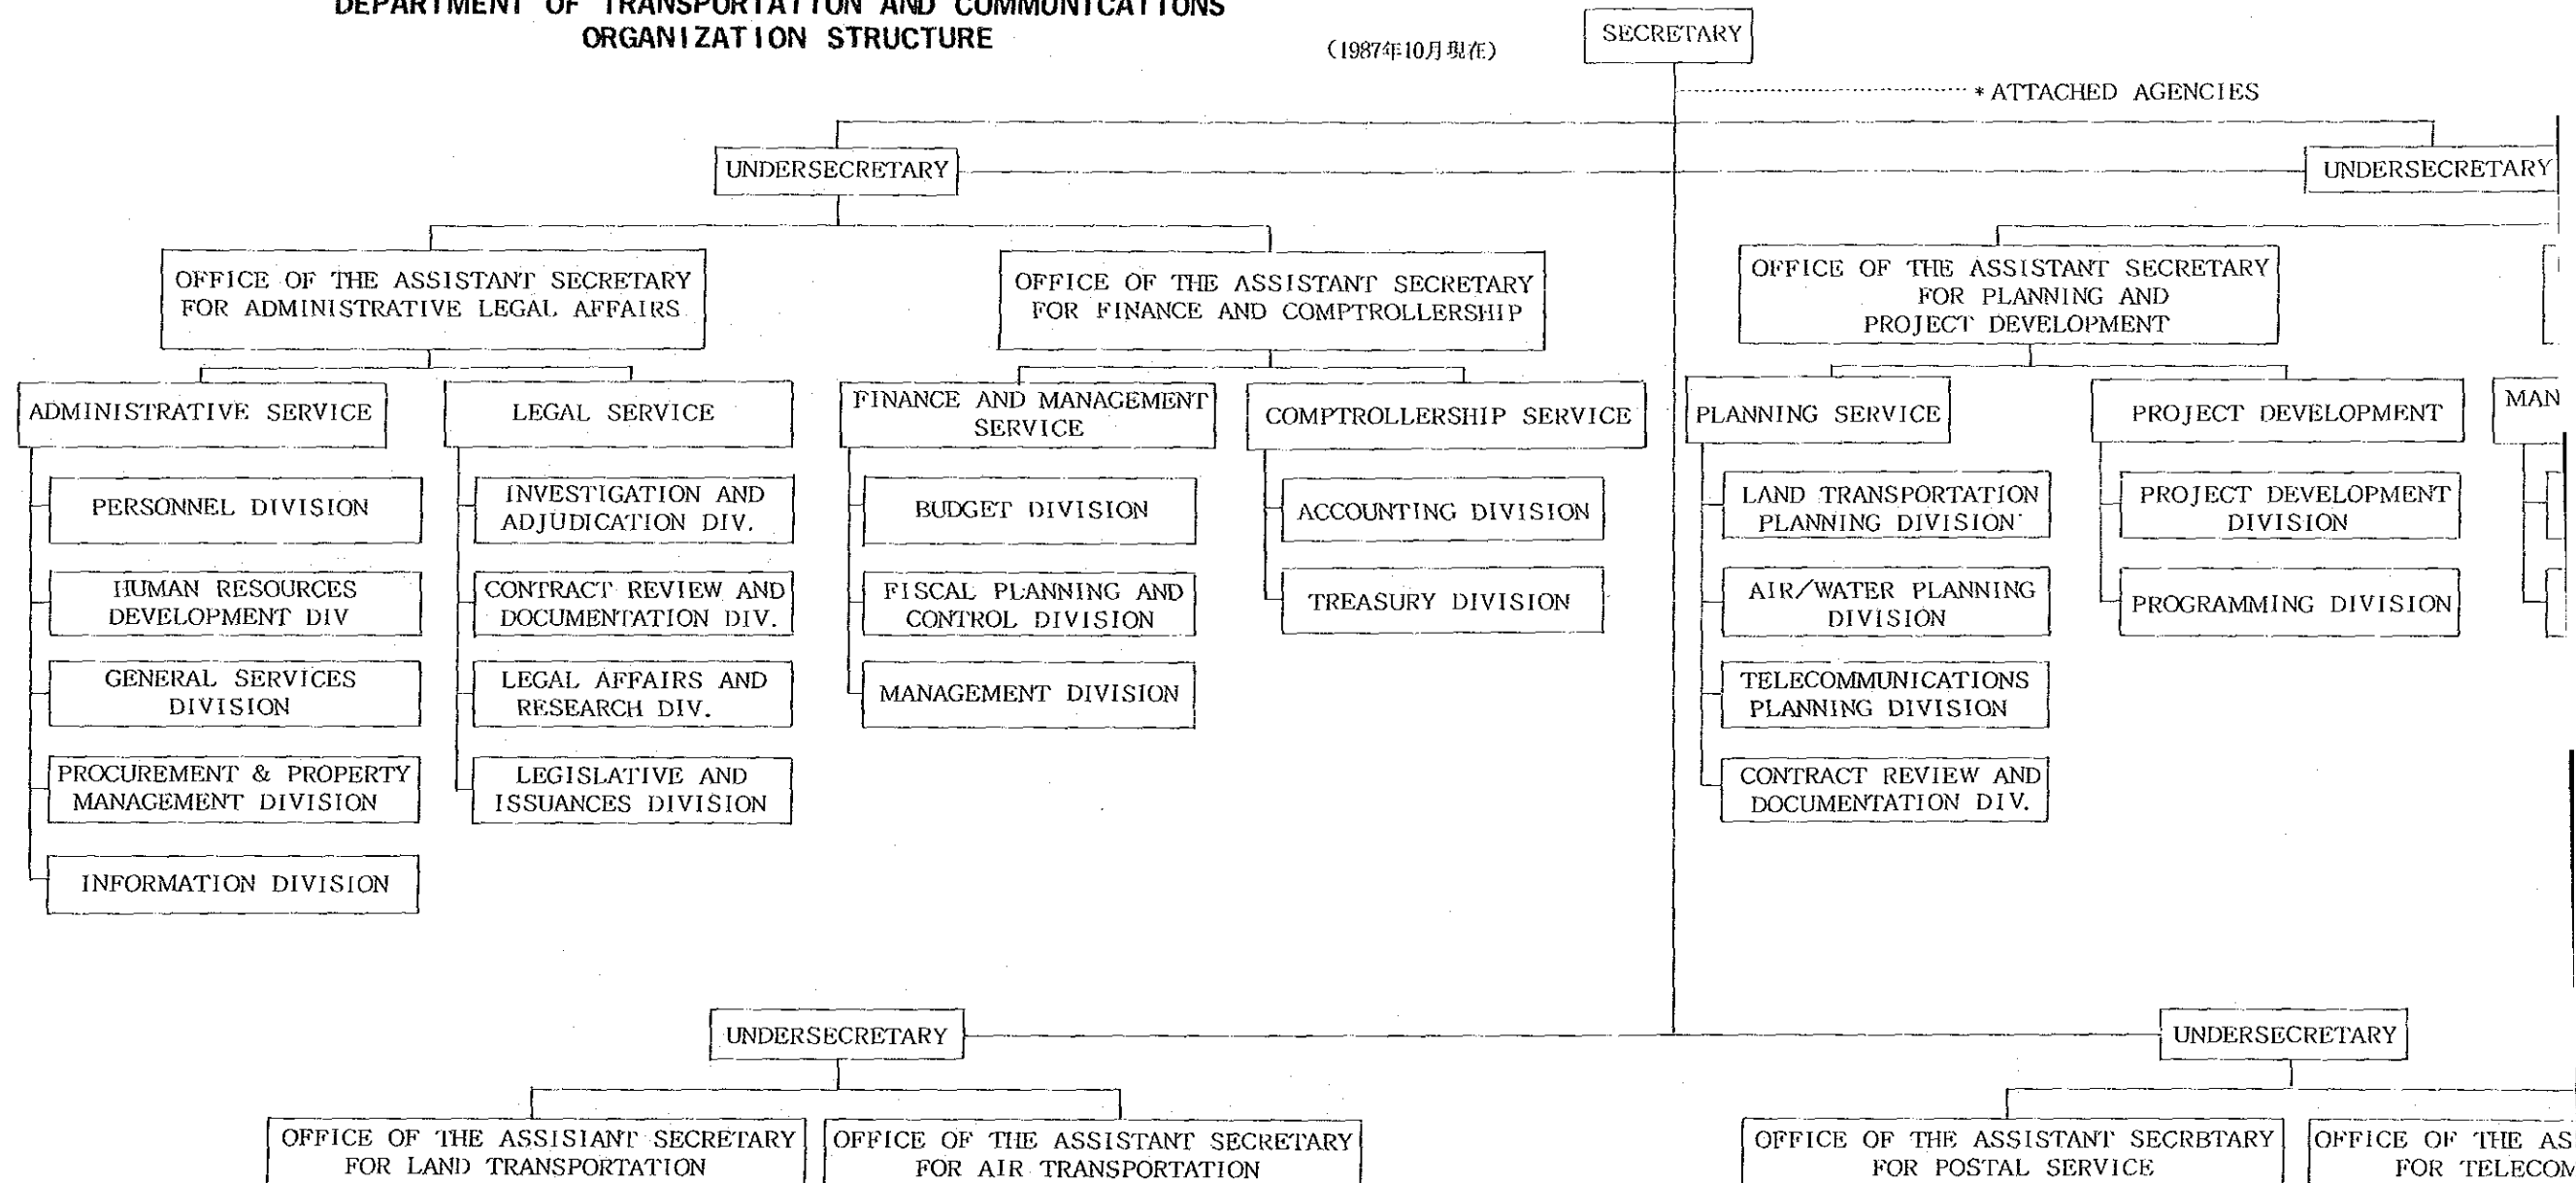 DEPARTMENT OF TRANSPORTATION AND COMMUNICATIONS
ORGANIZATION STRUCTURE
(1987年10月現在)
SECRETARY
* ATTACHED AGENCIES
UNDERSECRETARY
UNDERSECRETARY
OFFICE OF THE ASSISTANT SECRETARY
FOR ADMINISTRATIVE LEGAL AFFAIRS
OFFICE OF THE ASSISTANT SECRETARY
FOR FINANCE AND COMPTROLLERSHIP
OFFICE OF THE ASSISTANT SECRETARY
FOR PLANNING AND
PROJECT DEVELOPMENT
ADMINISTRATIVE SERVICE
LEGAL SERVICE
FINANCE AND MANAGEMENT
SERVICE
COMPTROLLERSHIP SERVICE
PLANNING SERVICE
PROJECT DEVELOPMENT
MAN
PERSONNEL DIVISION
HUMAN RESOURCES
DEVELOPMENT DIV
GENERAL SERVICES
DIVISION
PROCUREMENT & PROPERTY
MANAGEMENT DIVISION
INFORMATION DIVISION
INVESTIGATION AND
ADJUDICATION DIV.
CONTRACT REVIEW AND
DOCUMENTATION DIV.
LEGAL AFFAIRS AND
RESEARCH DIV.
LEGISLATIVE AND
ISSUANCES DIVISION
BUDGET DIVISION
FISCAL PLANNING AND
CONTROL DIVISION
MANAGEMENT DIVISION
ACCOUNTING DIVISION
TREASURY DIVISION
LAND TRANSPORTATION
PLANNING DIVISION
AIR/WATER PLANNING
DIVISION
TELECOMMUNICATIONS
PLANNING DIVISION
CONTRACT REVIEW AND
DOCUMENTATION DIV.
PROJECT DEVELOPMENT
DIVISION
PROGRAMMING DIVISION
UNDERSECRETARY
UNDERSECRETARY
OFFICE OF THE ASSISIANT SECRETARY
FOR LAND TRANSPORTATION
OFFICE OF THE ASSISTANT SECRETARY
FOR AIR TRANSPORTATION
OFFICE OF THE ASSISTANT SECRBTARY
FOR POSTAL SERVICE
OFFICE OF THE AS
FOR TELECOM